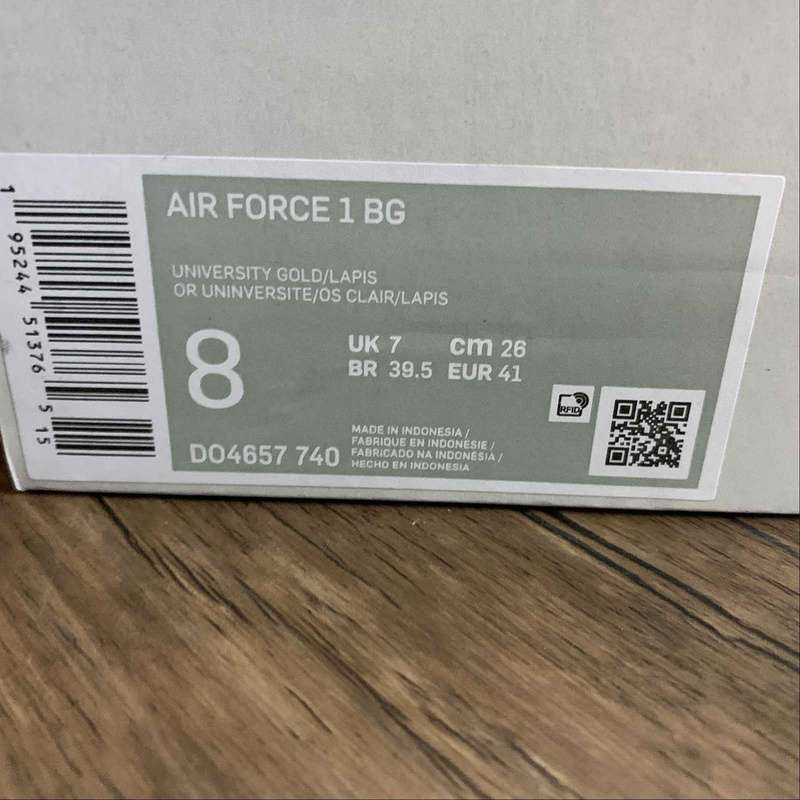 AIR FORCE 1 BG
UNIVERSITY GOLD/LAPIS
OR UNINVERSITE/OS CLAIR/LAPIS
8
UK 7 cm 26
BR 39.5 EUR 41
RFID
DO4657 740
MADE IN INDONESIA /
FABRIQUE EN INDONESIE /
FABRICADO NA INDONÉSIA /
HECHO EN INDONESIA
1 95244 51376 5 15